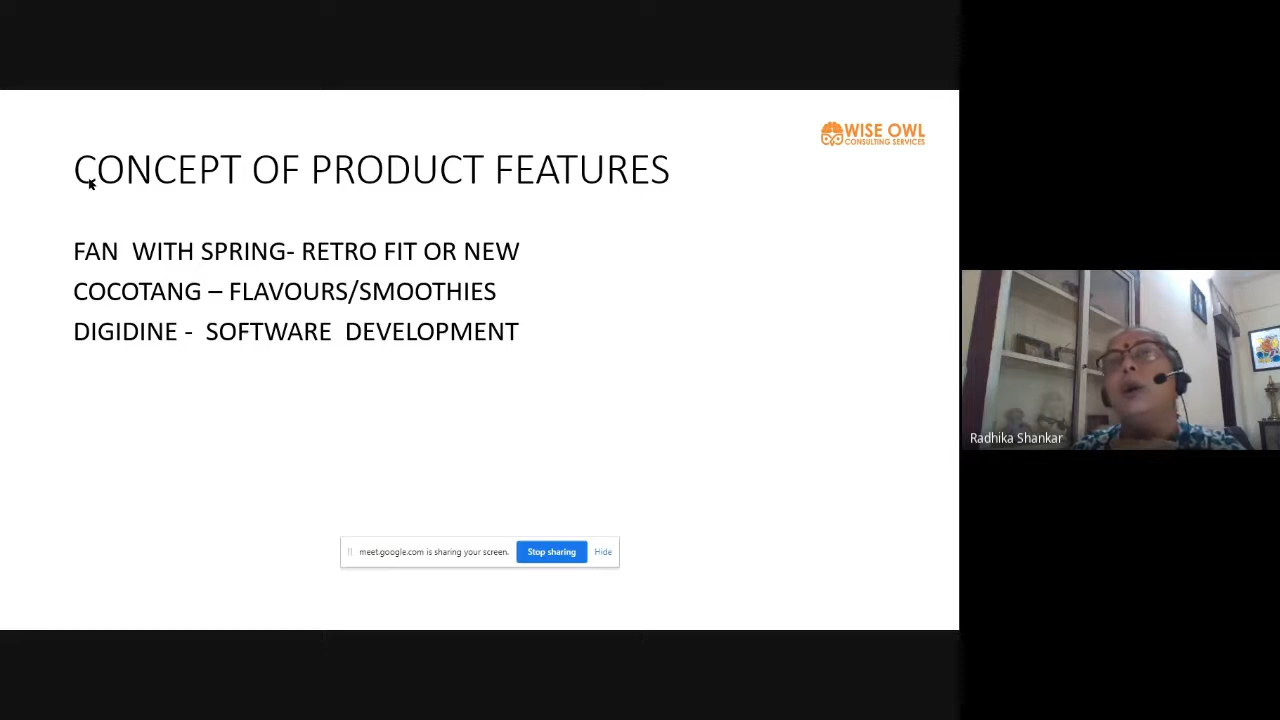 WISE OWL
CONSULTING SERVICES
CONCEPT OF PRODUCT FEATURES
FAN WITH SPRING- RETRO FIT OR NEW
COCOTANG – FLAVOURS/SMOOTHIES
DIGIDINE - SOFTWARE DEVELOPMENT
Radhika Shankar
meet.google.com is sharing your screen. Stop sharing Hide